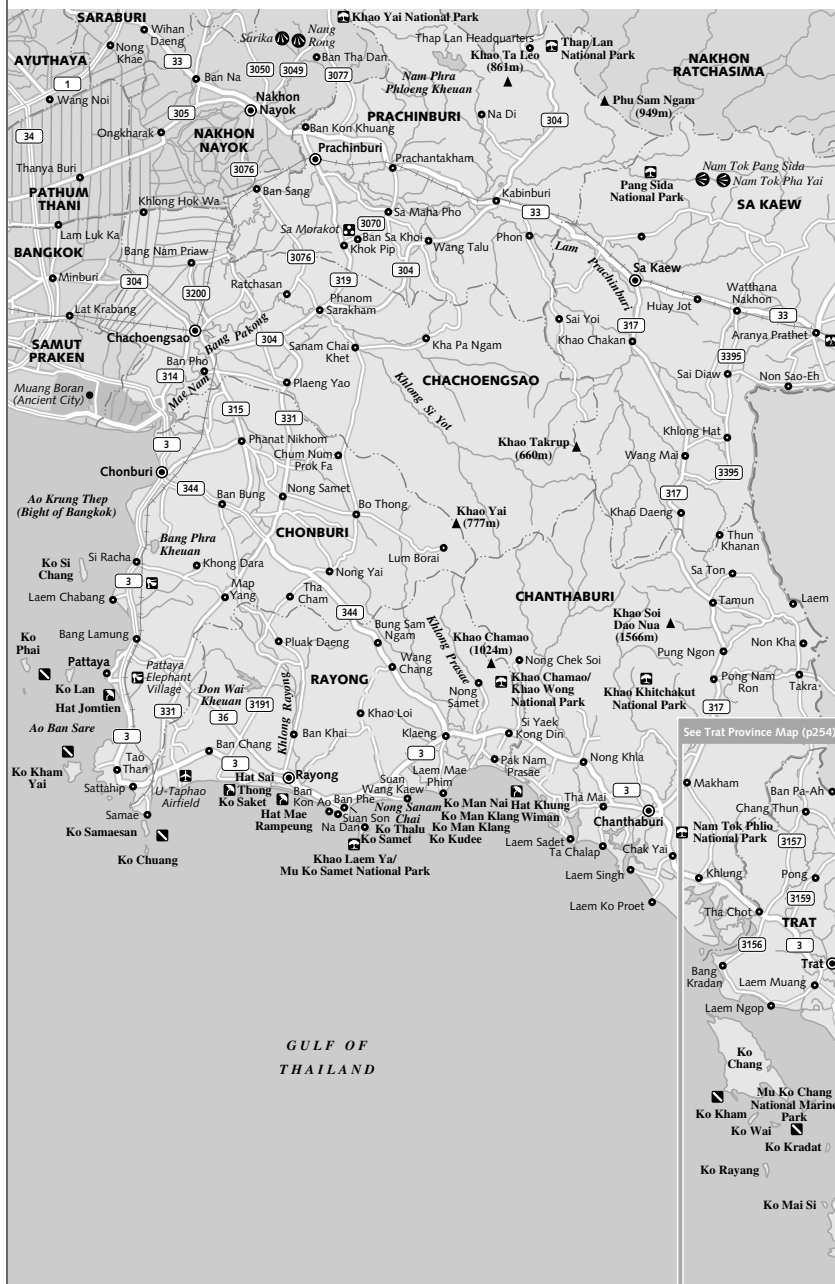 SARABURI
Wihan
Daeng
Nong
Khae
AYUTHAYA
33
1
Wang Noi
Ban Na
Sarika
Nang
Rong
Khao Yai National Park
3050
3049
Ban Tha Dan
3077
Thap Lan Headquarters
Khao Ta Leo
(861m)
Thap Lan
National Park
NAKHON
RATCHASIMA
Nam Phra
Phloeng Kheuan
Phu Sam Ngam
(949m)
Nakhon
Nayok
305
34
Ongkharak
NAKHON
NAYOK
PRACHINBURI
Na Di
304
Ban Kon Khuang
Prachinburi
Prachantakham
3076
Thanya Buri
PATHUM
THANI
Khlong Hok Wa
Ban Sang
Kabinburi
33
Pang Sida
National Park
Nam Tok Pang Sida
Nam Tok Pha Yai
SA KAEW
Lam Luk Ka
BANGKOK
Bang Nam Priaw
Minburi
304
3200
Sa Morakot
3070
Sa Maha Pho
Ban Sa Khoi
Khok Pip
Wang Talu
3076
319
304
Phon
Lam Prachinburi
Sa Kaew
Huay Jot
Watthana
Nakhon
33
Aranya Prathet
Lat Krabang
Ratchasan
Phanom
Sarakham
Chachoengsao
Mae Nam Bang Pakong
304
Sanam Chai
Khet
Kha Pa Ngam
Sai Yoi
317
Khao Chakan
3395
SAMUT
PRAKEN
Ban Pho
314
Muang Boran
(Ancient City)
Plaeng Yao
CHACHOENGSAO
Khlong Si Yot
Sai Diaw
Non Sao-Eh
315
331
3
Phanat Nikhom
Chum Num
Prok Fa
Khao Takrup
(660m)
Khlong Hat
Wang Mai
3395
Chonburi
344
Ban Bung
Nong Samet
317
Ao Krung Thep
(Bight of Bangkok)
Bo Thong
Khao Yai
(777m)
Khao Daeng
CHONBURI
Bang Phra
Kheuan
Lum Borai
Thun
Khanan
Ko Si
Chang
Si Racha
Khong Dara
Nong Yai
Sa Ton
3
Laem Chabang
Map
Yang
Tha
Cham
344
CHANTHABURI
Tamun
Laem
Bang Lamung
Bung Sam
Ngam
Khlong Prasae
Khao Chamao
(1024m)
Khao Soi
Dao Nua
(1566m)
Non Kha
Ko
Phai
Pattaya
Pattaya
Elephant
Village
Pluak Daeng
Wang
Chang
Nong Chek Soi
Pung Ngon
Ko Lan
Hat Jomtien
Don Wai
Kheuan
RAYONG
Nong
Samet
Khao Chamao/
Khao Wong
National Park
Khao Khitchakut
National Park
Pong Nam
Ron
Takra
317
Ao Ban Sare
331
36
3191
Khlong Rayong
Khao Loi
Ban Khai
Klaeng
Si Yaek
Kong Din
See Trat Province Map (p254)
3
Ko Kham
Yai
Tao
Than
Ban Chang
3
Pak Nam
Prasae
Nong Khla
Makham
Ban Pa-Ah
Sattahip
U-Taphao
Airfield
3
Hat Sai
Thong
Ko Saket
Rayong
Ban
Kon Ao
Ban Phe
Suan
Wang Kaew
Laem Mae
Phim
Hat Mae
Rampeung
Suan Son
Na Dan
Nong Sanam
Chai
Ko Thalu
Ko Samet
Ko Man Nai
Ko Man Klang
Ko Man Klang
Ko Kudee
Hat Khung
Wiman
Tha Mai
3
Chanthaburi
Chang Thun
Samae
Ko Samaesan
Ko Chuang
Khao Laem Ya/
Mu Ko Samet National Park
Laem Sadet
Ta Chalap
Chak Yai
Nam Tok Phlio
National Park
3157
Laem Singh
Khlung
Pong
3159
Laem Ko Proet
Tha Chot
TRAT
3156
3
Trat
Bang
Kradan
Laem Muang
Laem Ngop
GULF OF
THAILAND
Ko
Chang
Mu Ko Chang
National Marine
Park
Ko Kham
Ko Wai
Ko Kradat
Ko Rayang
Ko Mai Si